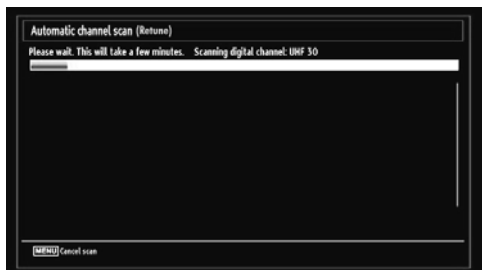 Automatic channel scan (Retune)
Please wait. This will take a few minutes. Scanning digital channel: UHF 30
MENU Cancel scan